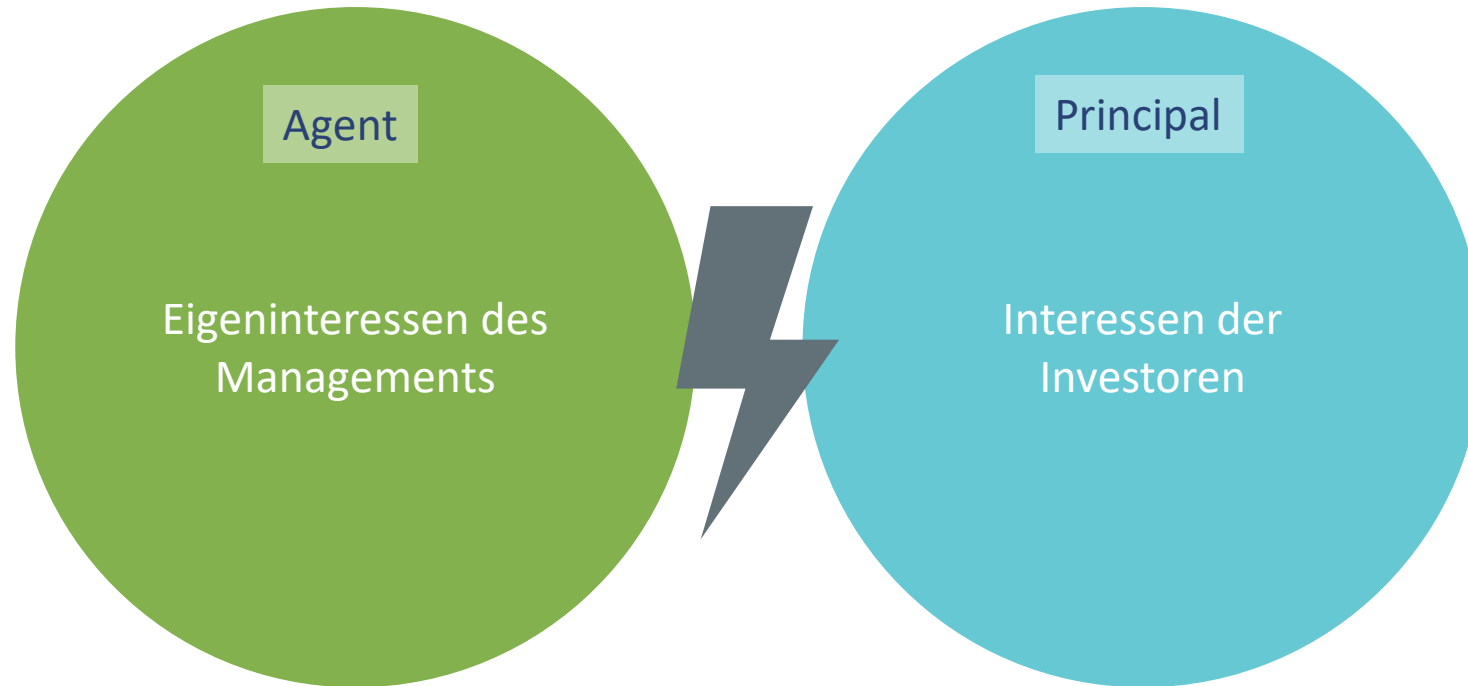 Agent
Eigeninteressen des
Managements
Principal
Interessen der
Investoren